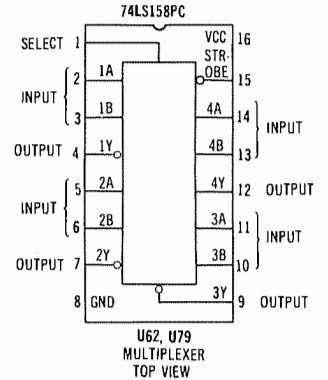 74LS158PC
SELECT 1
16 VCC
STR-
OBE 15
INPUT
2 1A
3 1B
OUTPUT 4 1Y
INPUT
5 2A
6 2B
OUTPUT 7 2Y
8 GND
4A 14
4B 13
INPUT
4Y 12 OUTPUT
3A 11
3B 10
INPUT
3Y 9 OUTPUT
U62, U79
MULTIPLEXER
TOP VIEW